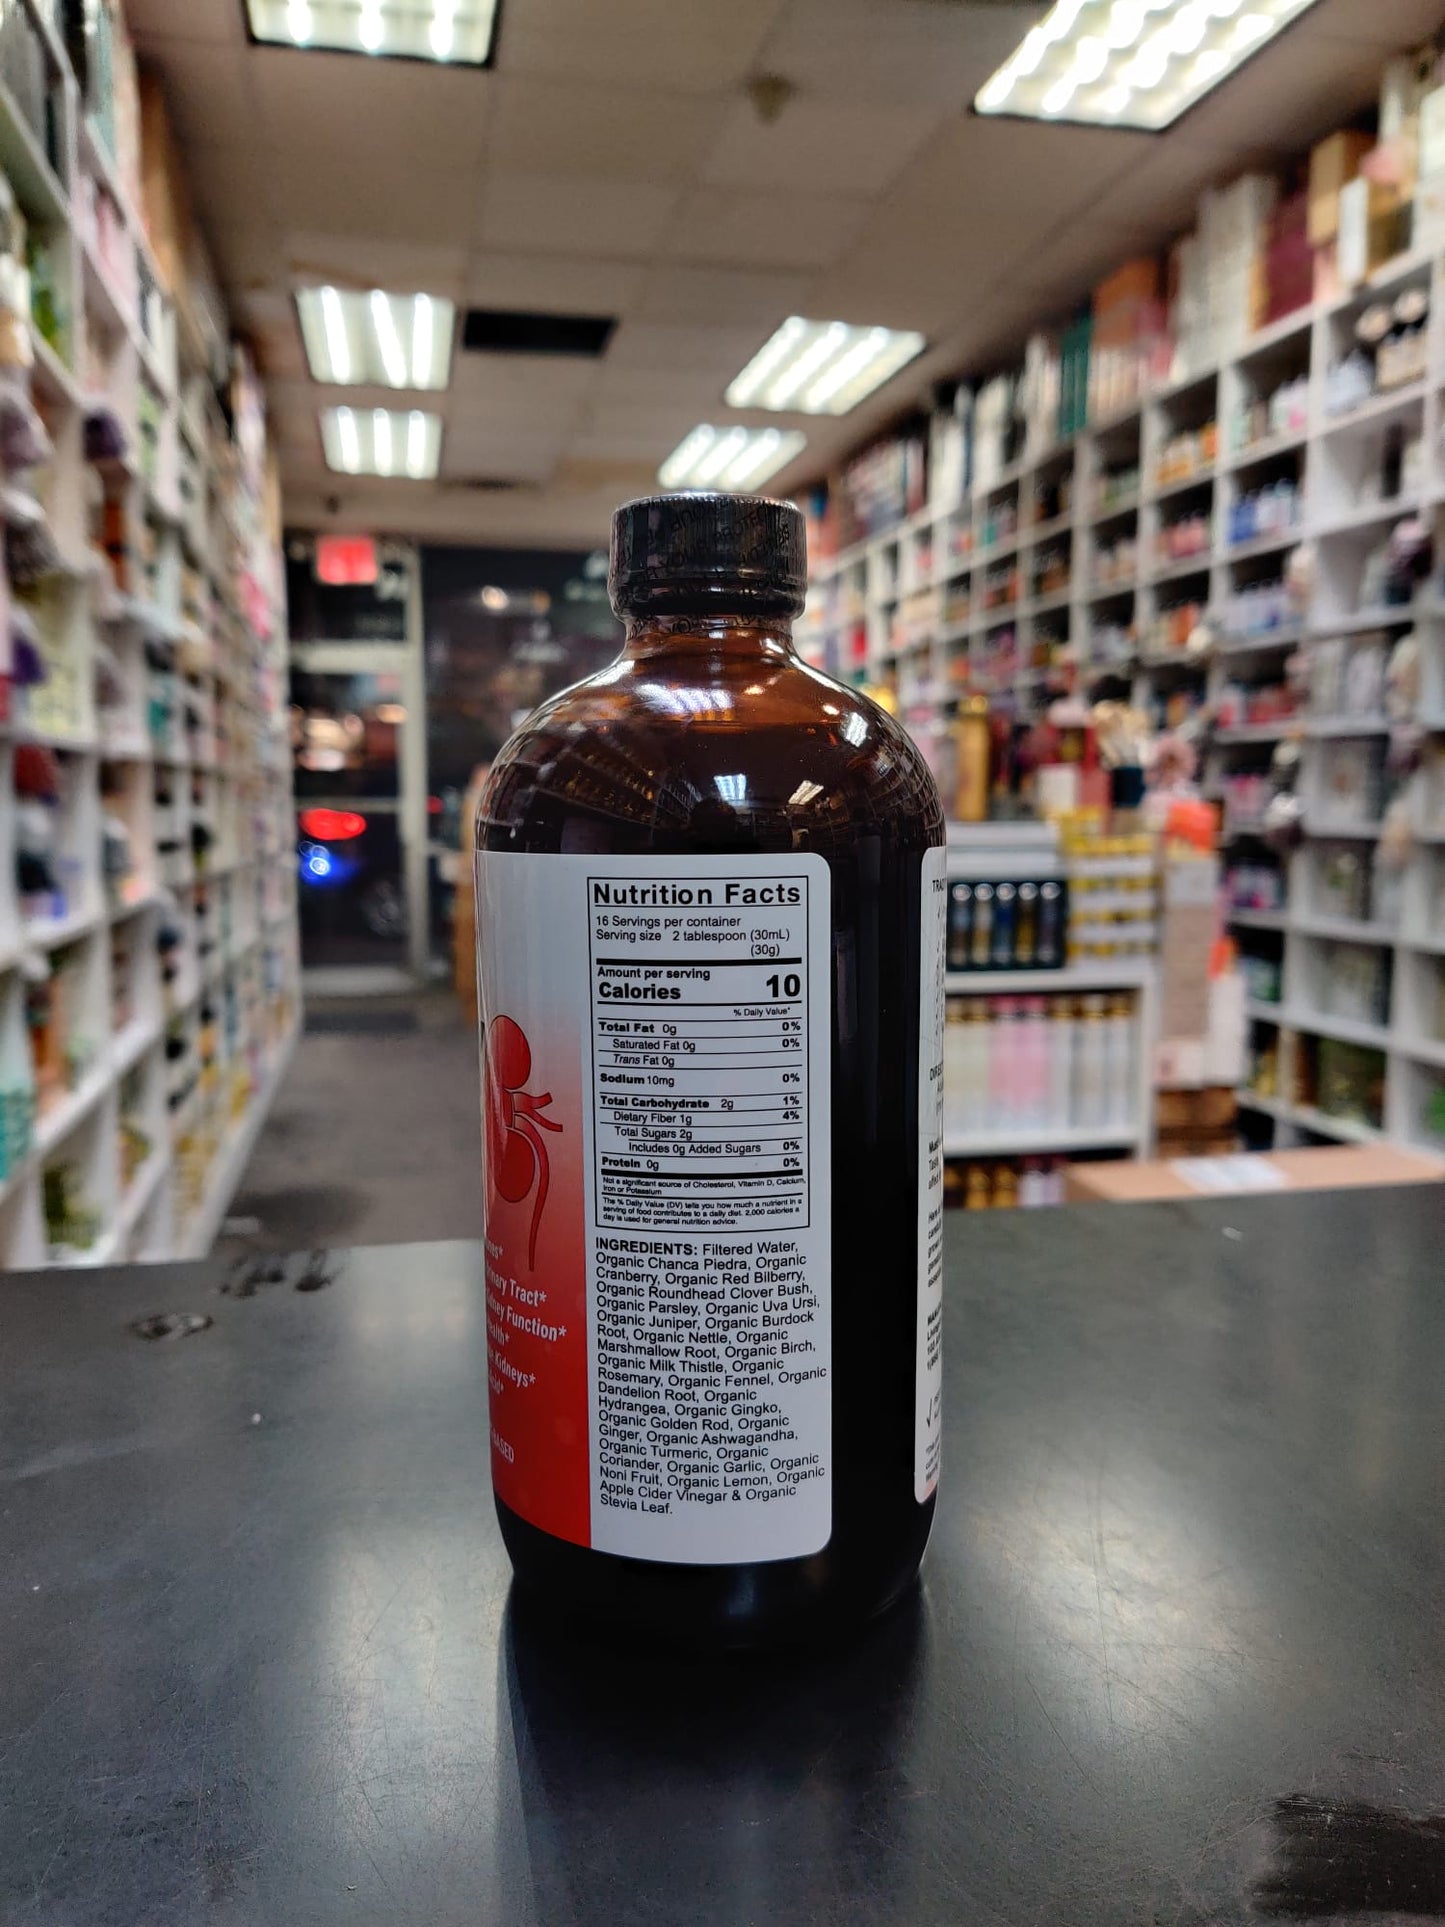 Nutrition Facts
16 Servings per container
Serving size 2 tablespoon (30mL)
(30g)
Amount per serving
Calories 10
% Daily Value*
Total Fat 0g 0%
Saturated Fat 0g 0%
Trans Fat 0g
Sodium 10mg 0%
Total Carbohydrate 2g 1%
Dietary Fiber 1g 4%
Total Sugars 2g
Includes 0g Added Sugars 0%
Protein 0g 0%
Not a significant source of Cholesterol, Vitamin D, Calcium,
Iron or Potassium
The % Daily Value (DV) tells you how much a nutrient in a
serving of food contributes to a daily diet. 2,000 calories a
day is used for general nutrition advice.
INGREDIENTS: Filtered Water,
Organic Chanca Piedra, Organic
Cranberry, Organic Red Bilberry,
Organic Roundhead Clover Bush,
Organic Parsley, Organic Uva Ursi,
Organic Juniper, Organic Burdock
Root, Organic Nettle, Organic
Marshmallow Root, Organic Birch,
Organic Milk Thistle, Organic
Rosemary, Organic Fennel, Organic
Dandelion Root, Organic
Hydrangea, Organic Gingko,
Organic Golden Rod, Organic
Ginger, Organic Ashwagandha,
Organic Turmeric, Organic
Coriander, Organic Garlic, Organic
Noni Fruit, Organic Lemon, Organic
Apple Cider Vinegar & Organic
Stevia Leaf.
Tract*
Function*
Kidneys*